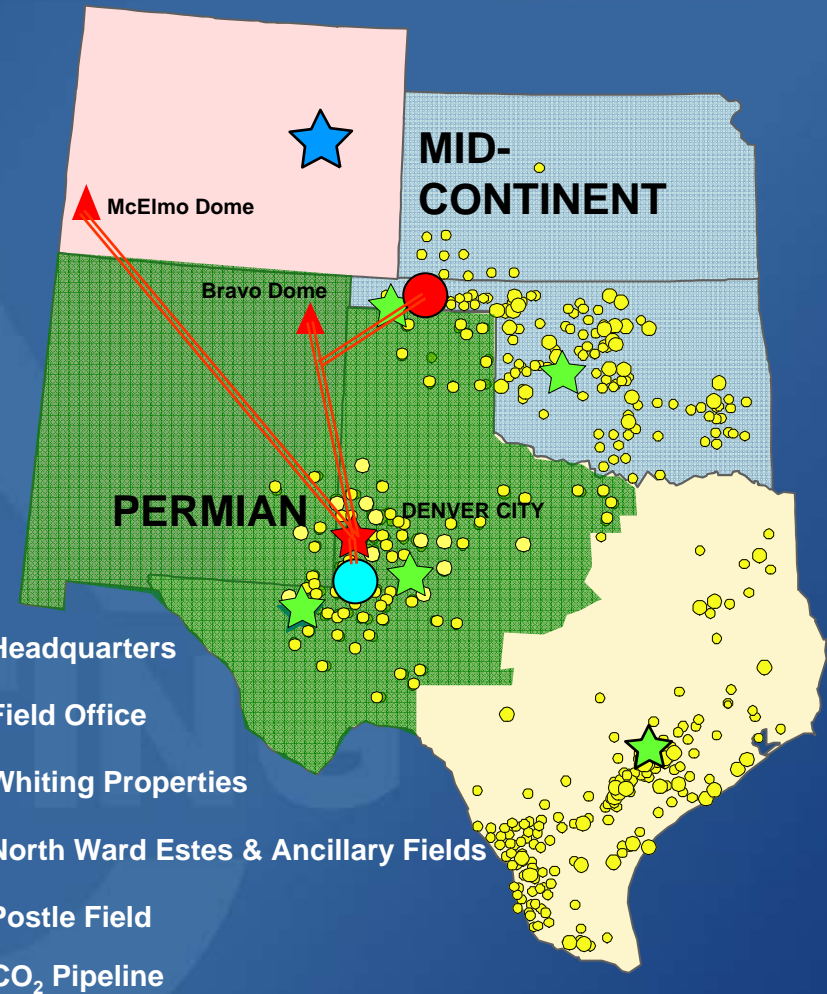 MID-
CONTINENT
McElmo Dome
Bravo Dome
PERMIAN
DENVER CITY
Headquarters
Field Office
Whiting Properties
North Ward Estes & Ancillary Fields
Postle Field
CO₂ Pipeline